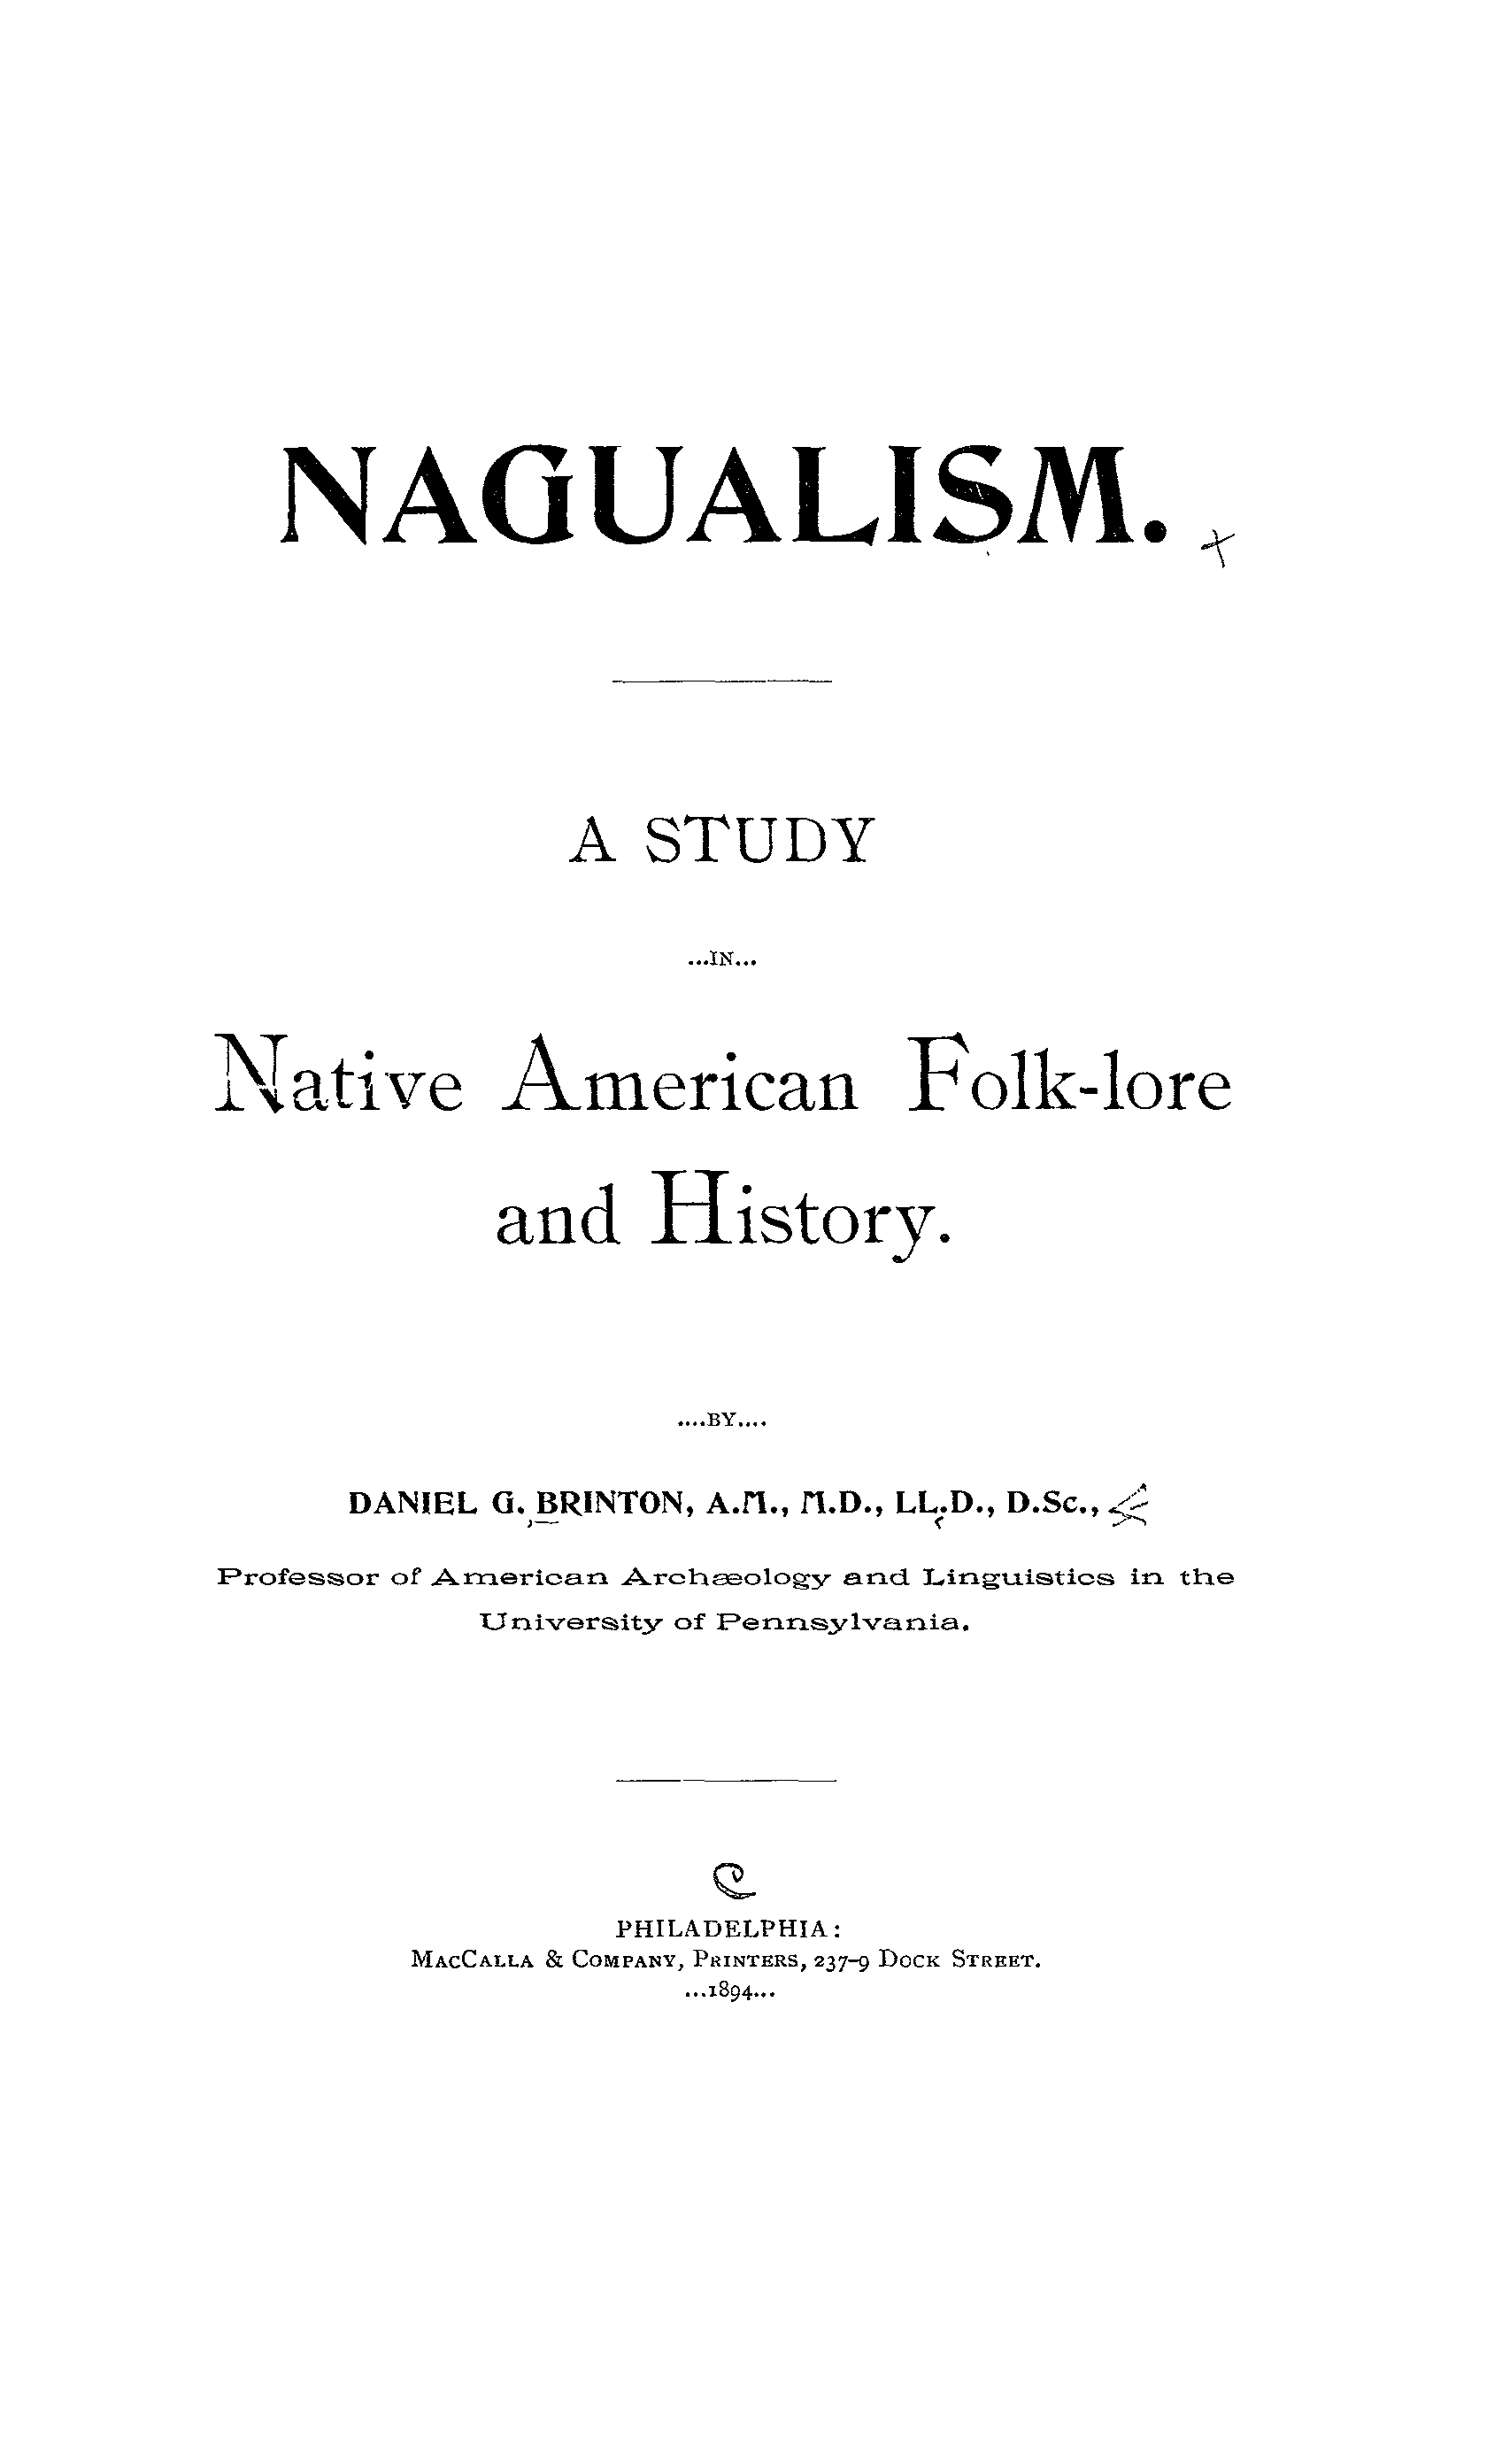 NAGUALISM.
A STUDY
...IN...
Native American Folk-lore
and History.
....BY....
DANIEL G. BRINTON, A.M., M.D., LL.D., D.Sc.,
Professor of American Archæology and Linguistics in the
University of Pennsylvania.
PHILADELPHIA:
MacCalla & Company, Printers, 237-9 Dock Street.
...1894...